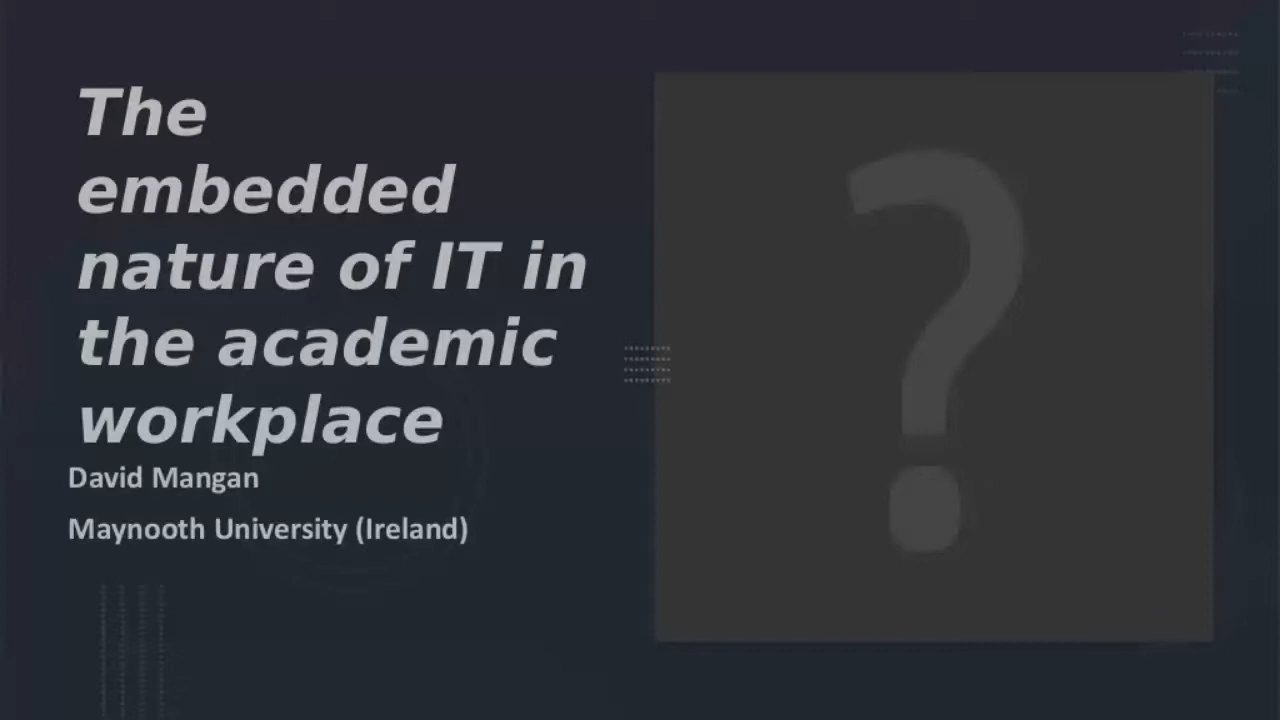 The
embedded
nature of IT in
the academic
workplace
David Mangan
Maynooth University (Ireland)
?